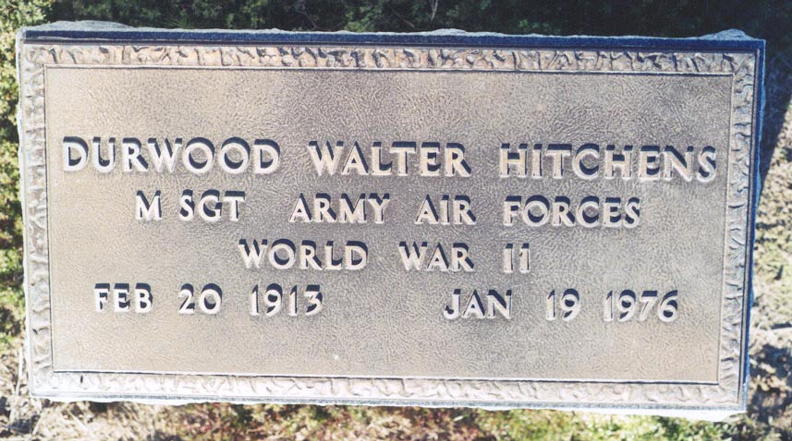 DURWOOD WALTER HITCHENS
M SGT ARMY AIR FORCES
WORLD WAR II
FEB 20 1913 JAN 19 1976